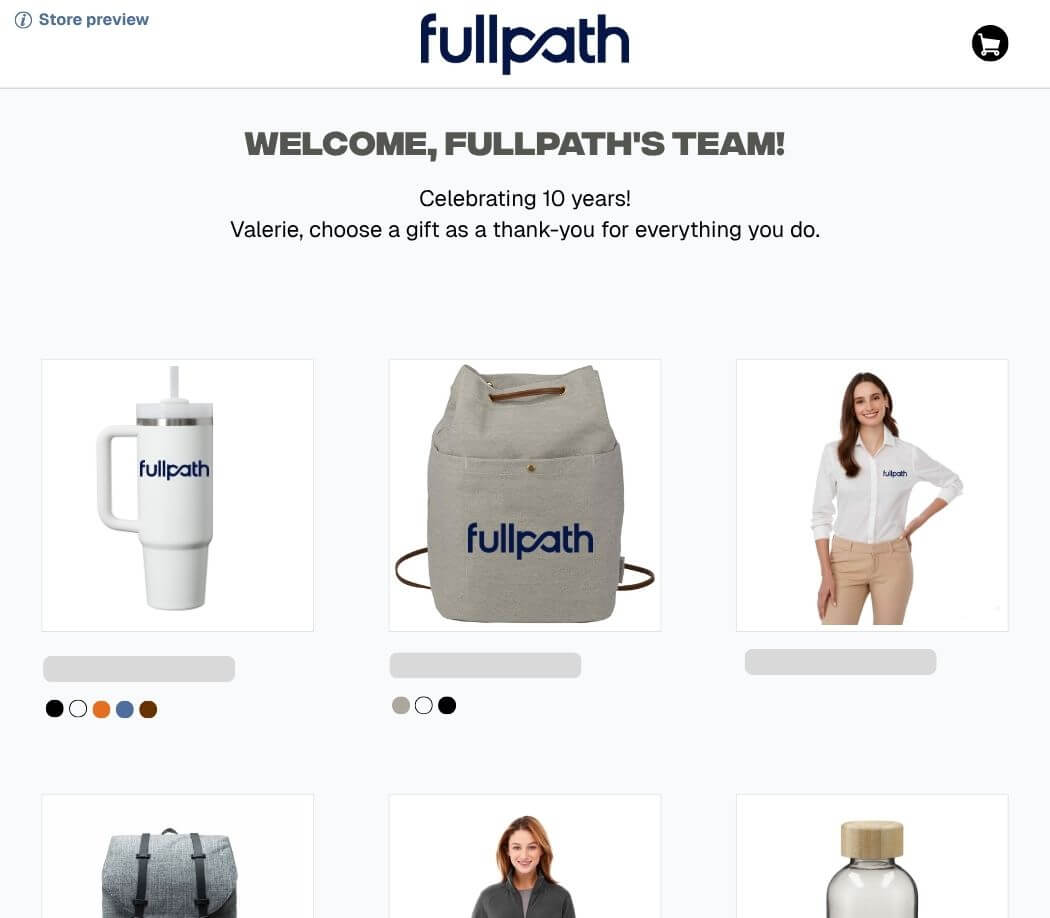 Store preview
fullpath
WELCOME, FULLPATH'S TEAM!
Celebrating 10 years!
Valerie, choose a gift as a thank-you for everything you do.
fullpath
fullpath
fullpath